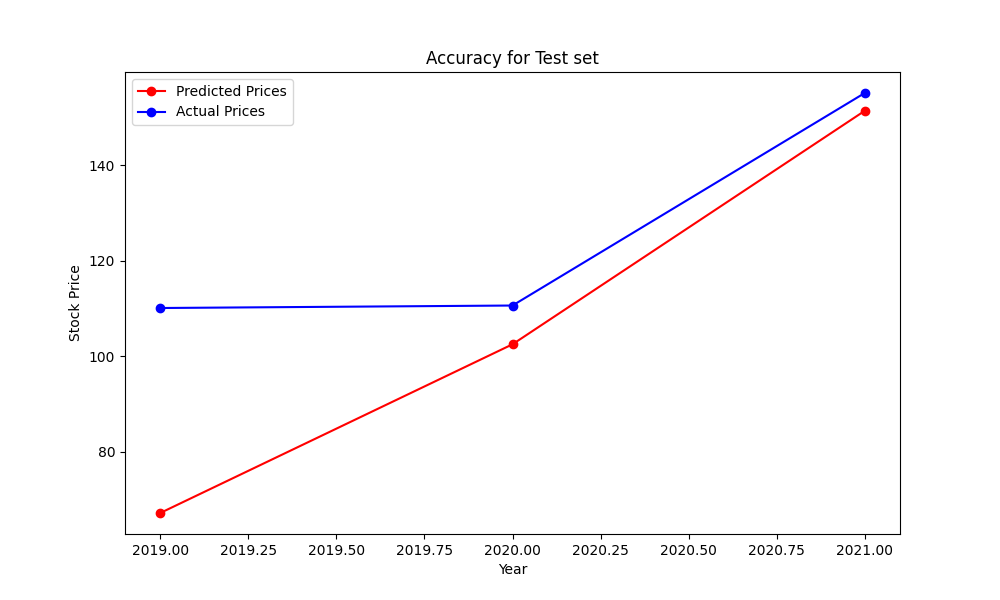 Accuracy for Test set
Predicted Prices
Actual Prices
140
120
100
80
Stock Price
2019.00 2019.25 2019.50 2019.75 2020.00 2020.25 2020.50 2020.75 2021.00
Year